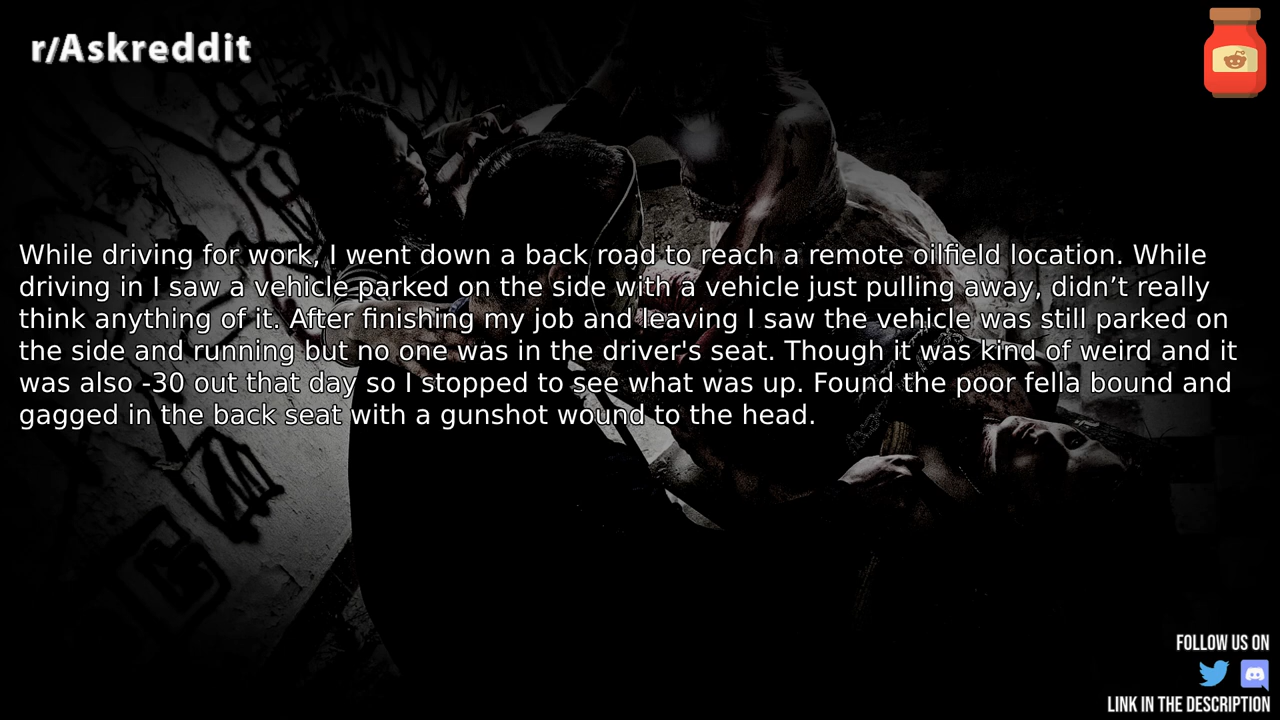 r/Askreddit
While driving for work, I went down a back road to reach a remote oilfield location. While
driving in I saw a vehicle parked on the side with a vehicle just pulling away, didn’t really
think anything of it. After finishing my job and leaving I saw the vehicle was still parked on
the side and running but no one was in the driver's seat. Though it was kind of weird and it
was also -30 out that day so I stopped to see what was up. Found the poor fella bound and
gagged in the back seat with a gunshot wound to the head.
FOLLOW US ON
LINK IN THE DESCRIPTION